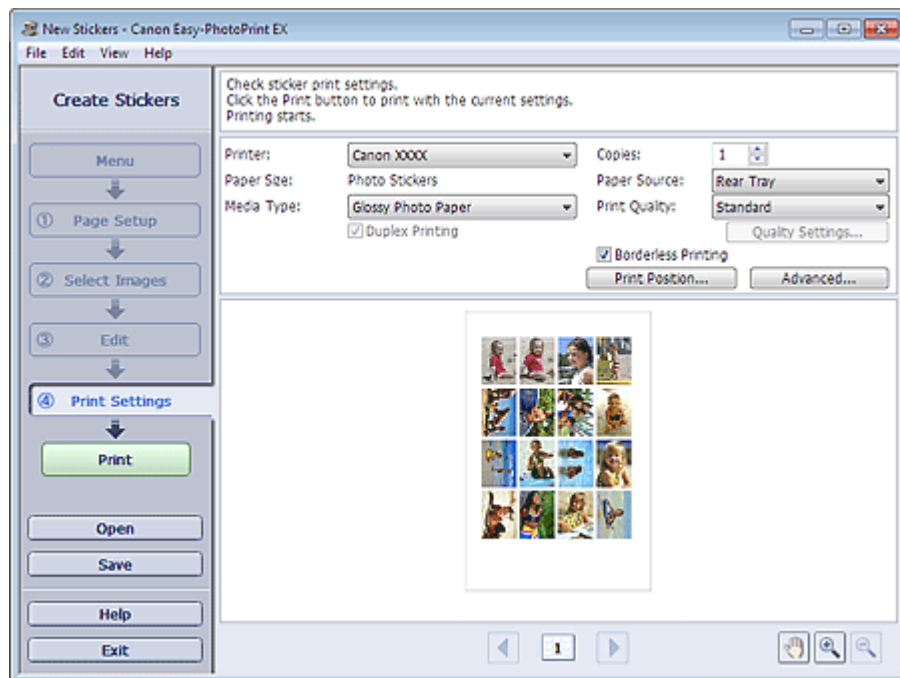 New Stickers - Canon Easy-PhotoPrint EX
File Edit View Help
Create Stickers
Menu
① Page Setup
② Select Images
③ Edit
④ Print Settings
Print
Open
Save
Help
Exit
Check sticker print settings.
Click the Print button to print with the current settings.
Printing starts.
Printer: Canon XXXX Copies: 1
Paper Size: Photo Stickers Paper Source: Rear Tray
Media Type: Glossy Photo Paper Print Quality: Standard
Duplex Printing Quality Settings...
Borderless Printing
Print Position... Advanced...
1